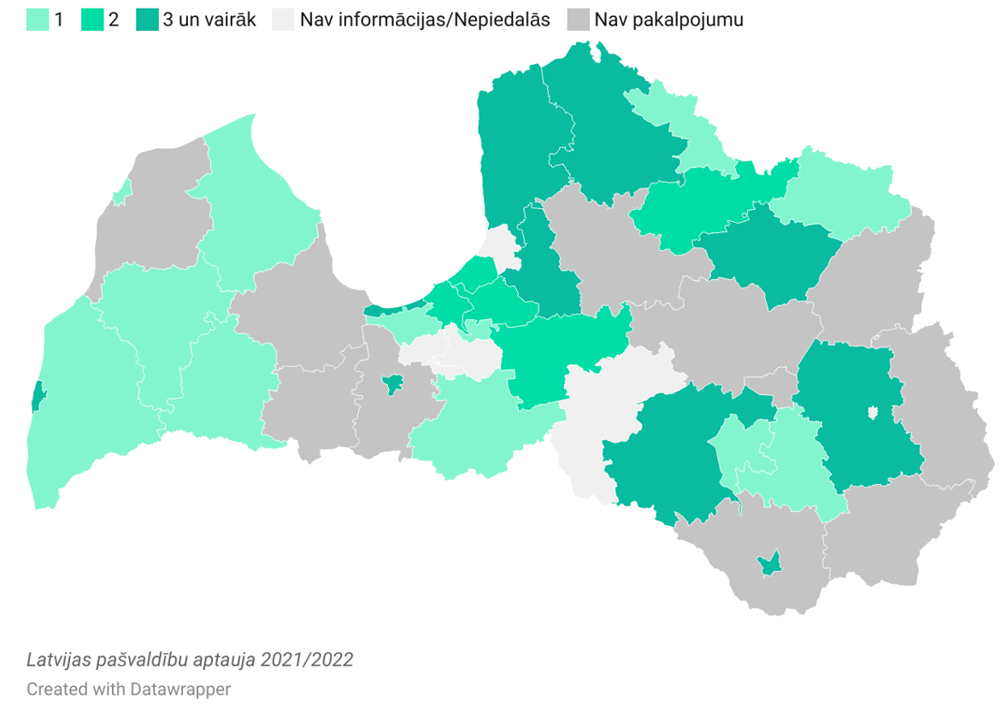 1 2 3 un vairāk Nav informācijas/Nepiedalās Nav pakalpojumu
Latvijas pašvaldību aptauja 2021/2022
Created with Datawrapper